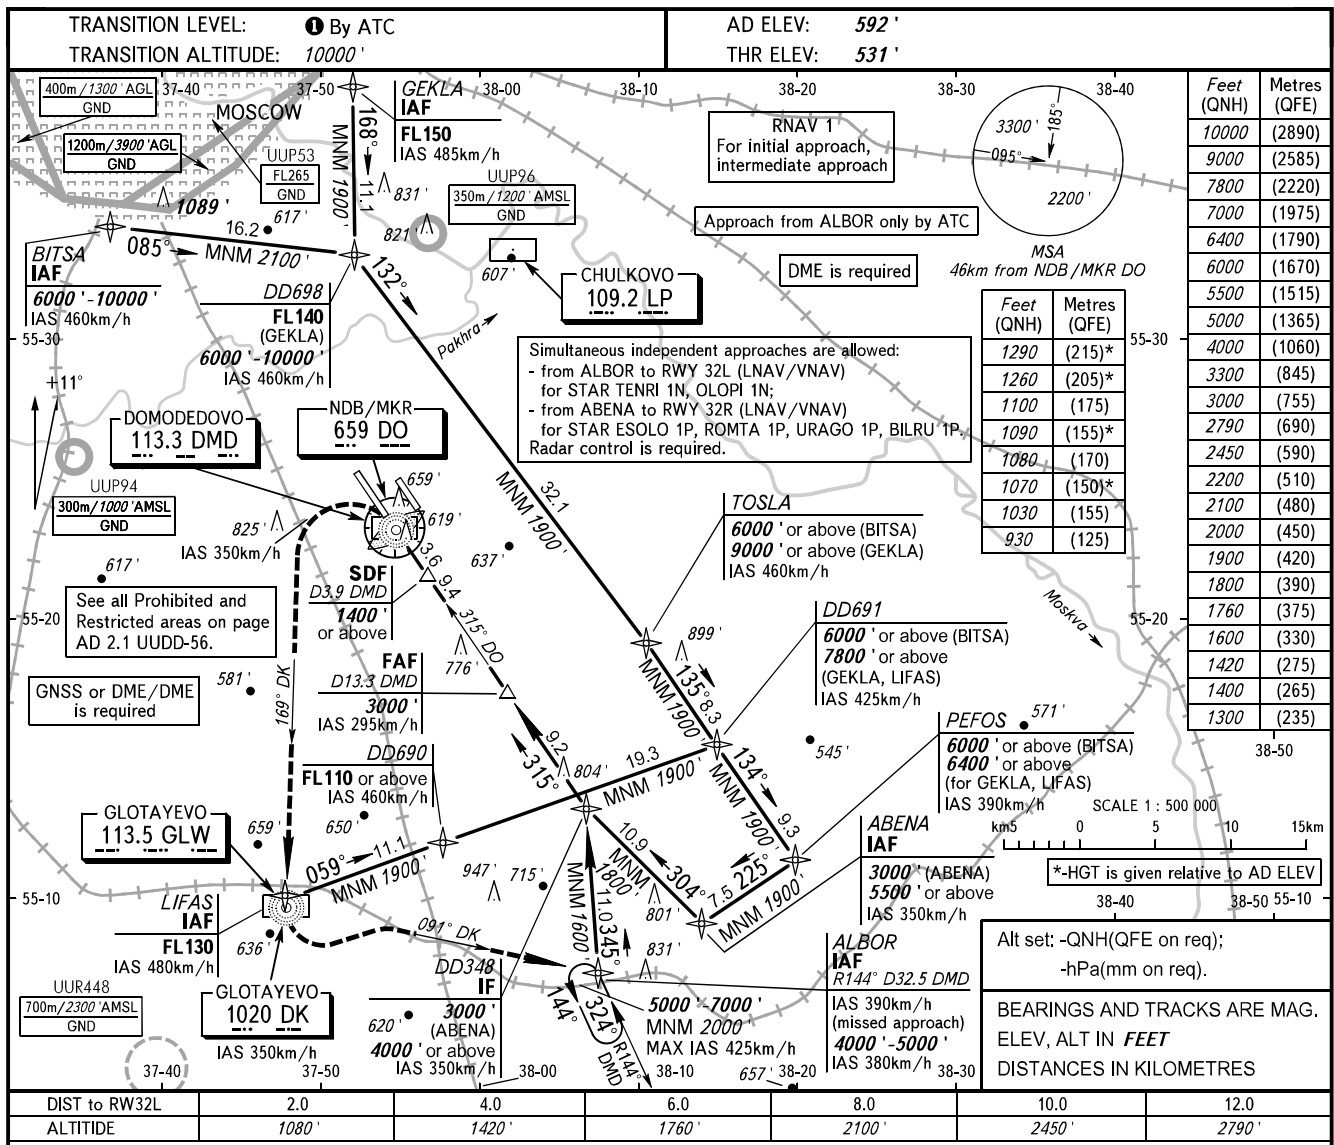 TRANSITION LEVEL: ❶ By ATC
TRANSITION ALTITUDE: 10000 '
AD ELEV: 592 '
THR ELEV: 531 '
400m/1300' AGL
GND
37-40
37-50
38-00
38-10
38-20
38-30
38-40
MOSCOW
1200m/3900' AGL
GND
UUP53
FL265
GND
1089 '
617 '
GEKLA
IAF
FL150
IAS 485km/h
168°
11.1
MNM 1900'
831 '
821 '
UUP96
350m/1200' AMSL
GND
607 '
CHULKOVO
109.2 LP
RNAV 1
For initial approach,
intermediate approach
Approach from ALBOR only by ATC
DME is required
3300 '
185°
095°
2200 '
MSA
46km from NDB/MKR DO
BITSA
IAF
6000 '-10000 '
IAS 460km/h
085°
16.2
MNM 2100'
DD698
FL140
(GEKLA)
6000 '-10000 '
IAS 460km/h
132°
Pakhra
55-30
55-30
+11°
Simultaneous independent approaches are allowed:
- from ALBOR to RWY 32L (LNAV/VNAV)
for STAR TENRI 1N, OLOPI 1N;
- from ABENA to RWY 32R (LNAV/VNAV)
for STAR ESOLO 1P, ROMTA 1P, URAGO 1P, BILRU 1P.
Radar control is required.
Feet (QNH) Metres (QFE)
1290 (215)*
1260 (205)*
1100 (175)
1090 (155)*
1080 (170)
1070 (150)*
1030 (155)
930 (125)
Feet (QNH) Metres (QFE)
10000 (2890)
9000 (2585)
7800 (2220)
7000 (1975)
6400 (1790)
6000 (1670)
5500 (1515)
5000 (1365)
4000 (1060)
3300 (845)
3000 (755)
2790 (690)
2450 (590)
2200 (510)
2100 (480)
2000 (450)
1900 (420)
1800 (390)
1760 (375)
1600 (330)
1420 (275)
1400 (265)
1300 (235)
DOMODEDOVO
113.3 DMD
NDB/MKR
659 DO
UUP94
300m/1000' AMSL
GND
825 '
IAS 350km/h
659 '
619 '
637 '
617 '
32.1
MNM 1900'
See all Prohibited and
Restricted areas on page
AD 2.1 UUDD-56.
55-20
55-20
SDF
D3.9 DMD
1400 '
or above
3.6
9.4
315° DO
TOSLA
6000 ' or above (BITSA)
9000 ' or above (GEKLA)
IAS 460km/h
Moskva
DD691
6000 ' or above (BITSA)
7800 ' or above
(GEKLA, LIFAS)
IAS 425km/h
899 '
135°
8.3
MNM 1900'
776 '
FAF
D13.3 DMD
3000 '
IAS 295km/h
GNSS or DME/DME
is required
581 '
169° DK
9.2
315°
804 '
19.3
MNM 1900'
134°
9.3
MNM 1900'
545 '
PEFOS
571 '
6000 ' or above (BITSA)
6400 ' or above
(for GEKLA, LIFAS)
IAS 390km/h
38-50
SCALE 1 : 500 000
km5 0 5 10 15km
DD690
FL110 or above
IAS 460km/h
GLOTAYEVO
113.5 GLW
659 '
650 '
059°
11.1
MNM 1900'
947 '
715 '
10.9
304°
MNM 1800'
801 '
225°
7.5
MNM 1900'
ABENA
IAF
3000 ' (ABENA)
5500 ' or above
IAS 350km/h
*-HGT is given relative to AD ELEV
38-40
38-50
55-10
55-10
LIFAS
IAF
FL130
IAS 480km/h
636 '
091° DK
DD348
IF
3000 '
(ABENA)
4000 ' or above
IAS 350km/h
11.0
345°
MNM 1600'
831 '
ALBOR
IAF
R144° D32.5 DMD
IAS 390km/h
(missed approach)
4000 '-5000 '
IAS 380km/h
5000 '-7000 '
MNM 2000'
MAX IAS 425km/h
144°
324°
R144°
DMD
UUR448
700m/2300' AMSL
GND
GLOTAYEVO
1020 DK
IAS 350km/h
620 '
657 '
37-40
37-50
38-00
38-10
38-20
38-30
Alt set: -QNH(QFE on req);
-hPa(mm on req).
BEARINGS AND TRACKS ARE MAG.
ELEV, ALT IN FEET
DISTANCES IN KILOMETRES
DIST to RW32L 2.0 4.0 6.0 8.0 10.0 12.0
ALTITIDE 1080' 1420' 1760' 2100' 2450' 2790'